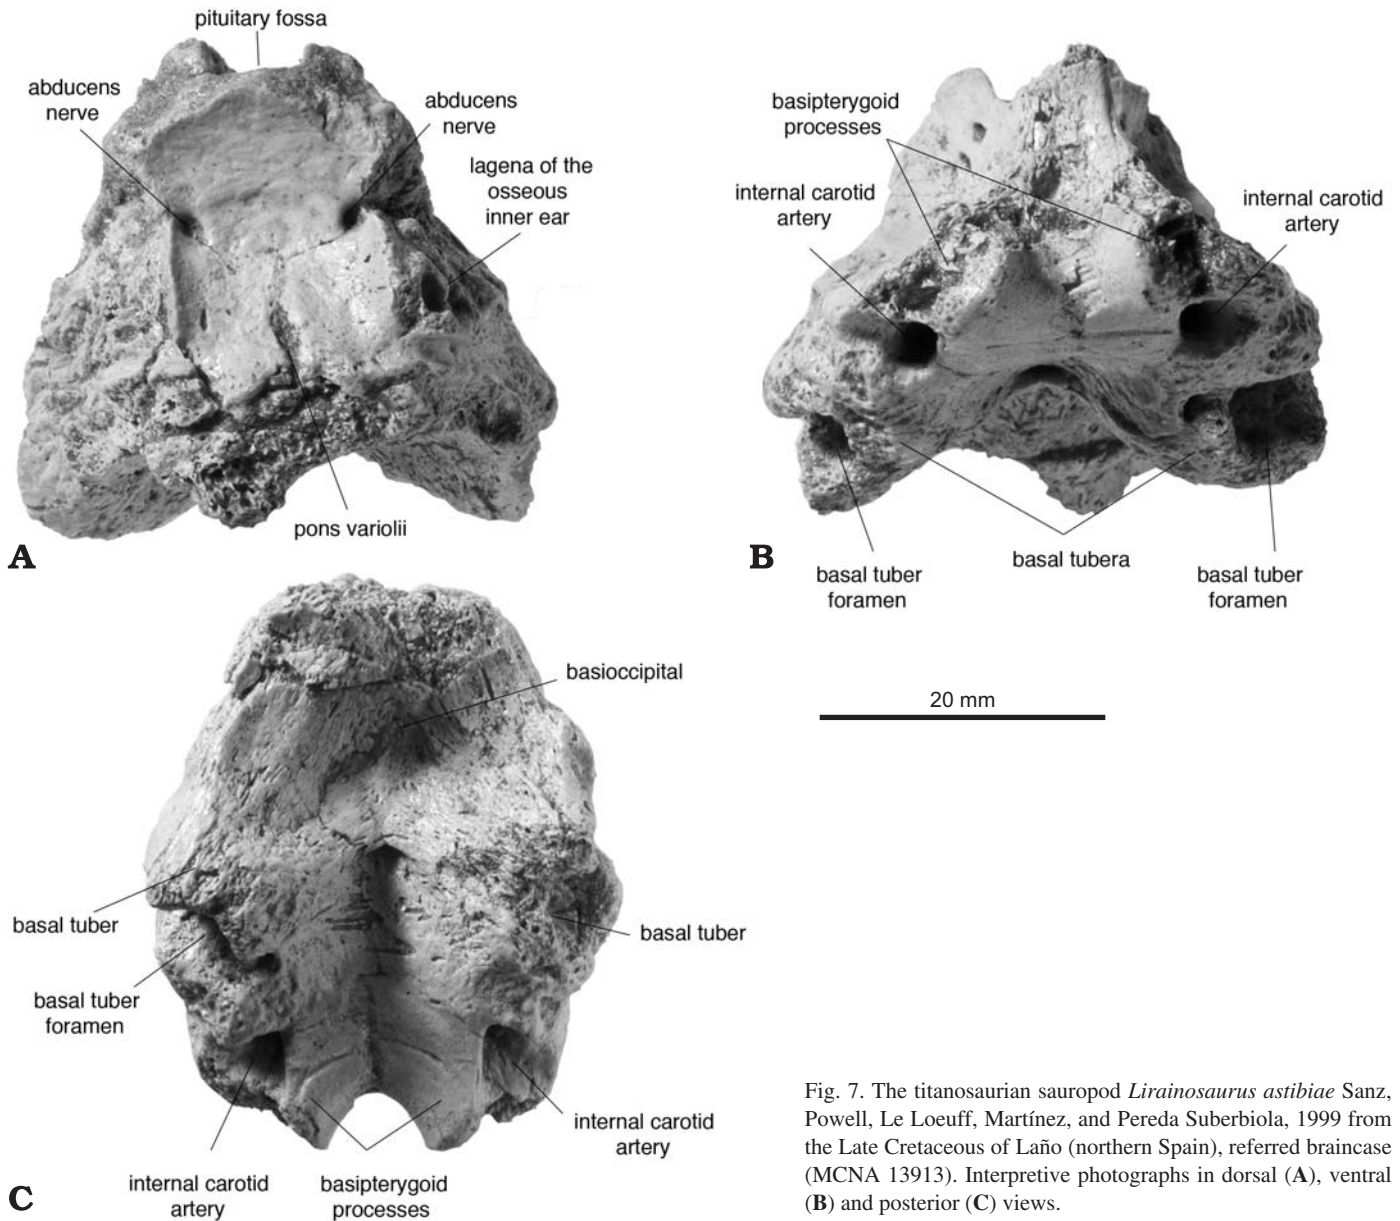 pituitary fossa
abducens
nerve
abducens
nerve
lagena of the
osseous
inner ear
pons variolii
A
basipterygoid
processes
internal carotid
artery
internal carotid
artery
basal tubera
basal tuber
foramen
basal tuber
foramen
B
basioccipital
20 mm
basal tuber
basal tuber
foramen
basal tuber
internal carotid
artery
internal carotid
artery
basipterygoid
processes
C
Fig. 7. The titanosaurian sauropod Lirainosaurus astibiae Sanz,
Powell, Le Loeuff, Martínez, and Pereda Suberbiola, 1999 from
the Late Cretaceous of Laño (northern Spain), referred braincase
(MCNA 13913). Interpretive photographs in dorsal (A), ventral
(B) and posterior (C) views.